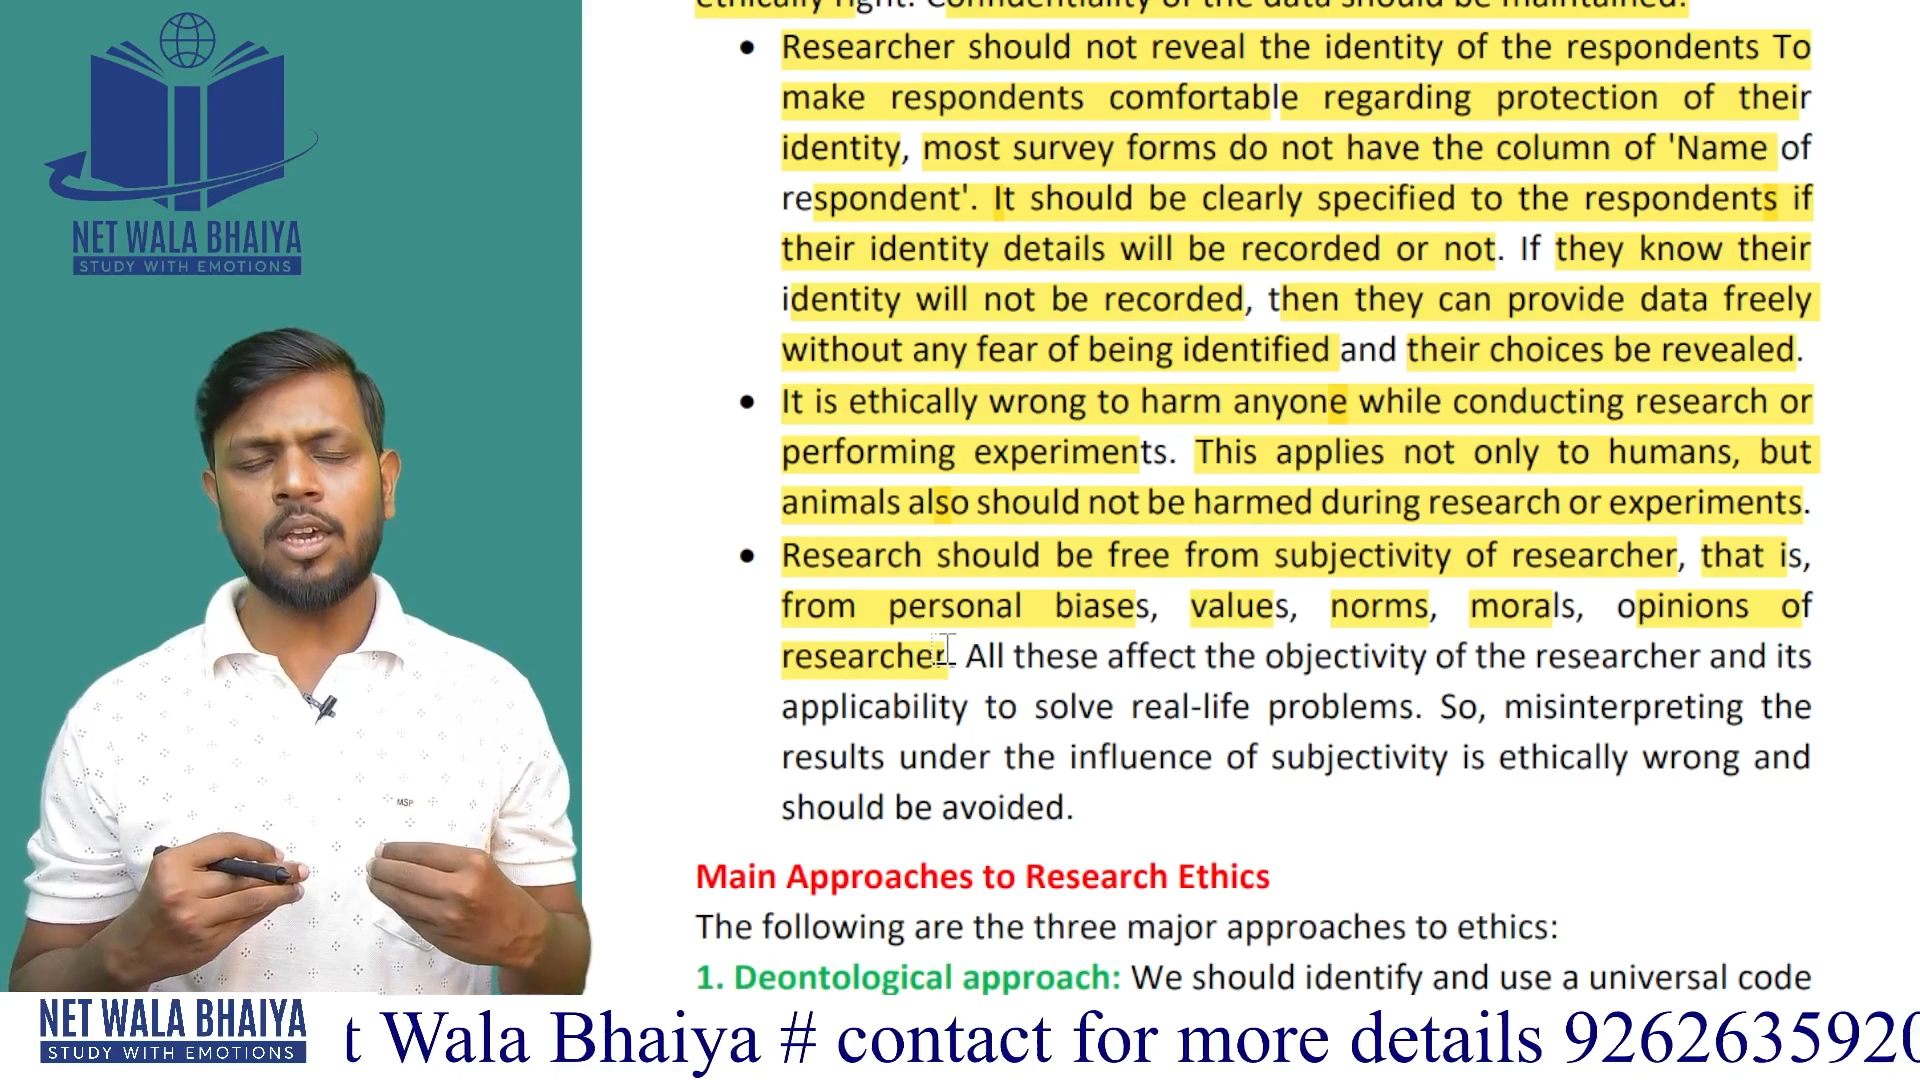 ethically right. Confidentiality of the data should be maintained.
• Researcher should not reveal the identity of the respondents To
make respondents comfortable regarding protection of their
identity, most survey forms do not have the column of 'Name of
respondent'. It should be clearly specified to the respondents if
their identity details will be recorded or not. If they know their
identity will not be recorded, then they can provide data freely
without any fear of being identified and their choices be revealed.
• It is ethically wrong to harm anyone while conducting research or
performing experiments. This applies not only to humans, but
animals also should not be harmed during research or experiments.
• Research should be free from subjectivity of researcher, that is,
from personal biases, values, norms, morals, opinions of
researcher. All these affect the objectivity of the researcher and its
applicability to solve real-life problems. So, misinterpreting the
results under the influence of subjectivity is ethically wrong and
should be avoided.
Main Approaches to Research Ethics
The following are the three major approaches to ethics:
1. Deontological approach: We should identify and use a universal code
NET WALA BHAIYA
STUDY WITH EMOTIONS
MSP
NET WALA BHAIYA
STUDY WITH EMOTIONS
t Wala Bhaiya # contact for more details 9262635920